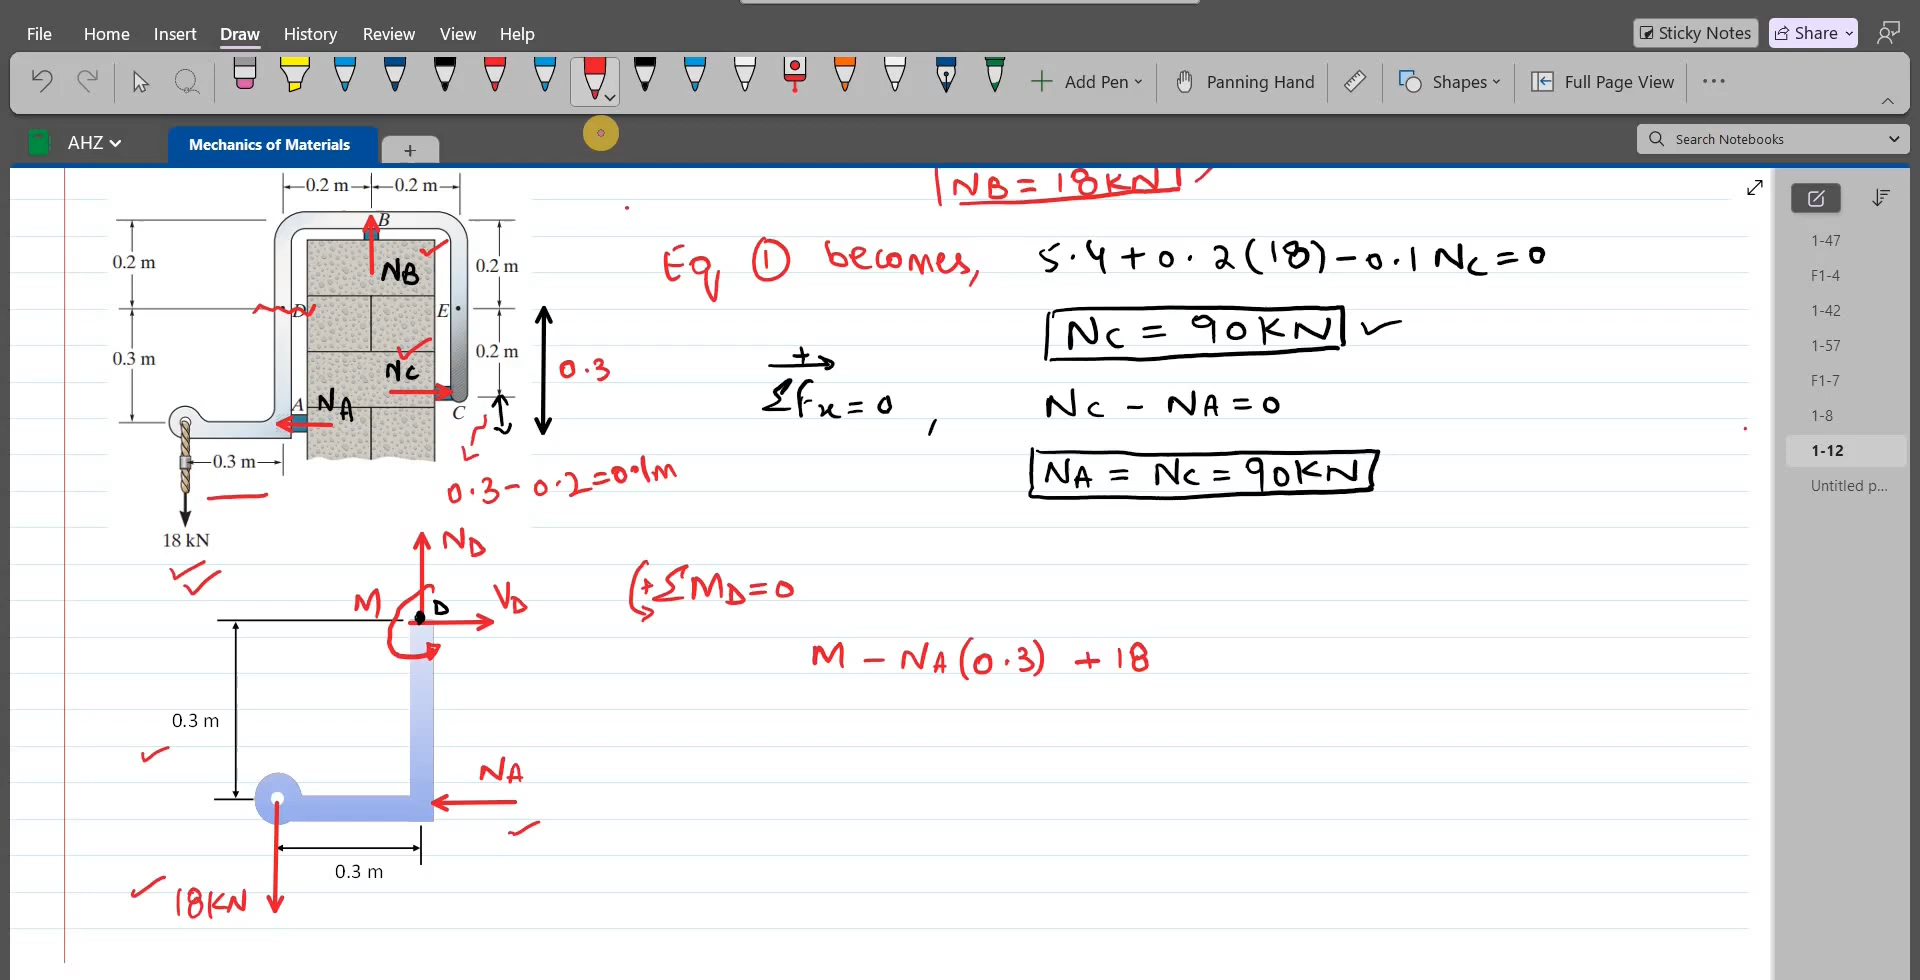 File Home Insert Draw History Review View Help
Sticky Notes Share
Add Pen Panning Hand Shapes Full Page View
AHZ Mechanics of Materials + Search Notebooks
0.2 m 0.2 m
B
0.2 m
NB
0.2 m
D
E
0.3 m
0.2 m
NC
0.3
A
NA
C
0.3 m
0.3 - 0.2 = 0.1m
18 kN
NB = 18KN
Eq ① becomes, 5.4 + 0.2(18) - 0.1 NC = 0
NC = 90KN
+
ΣFx = 0, NC - NA = 0
NA = NC = 90KN
ND
M
D
VD
0.3 m
NA
0.3 m
18KN
+ΣMD = 0
M - NA(0.3) + 18
1-47
F1-4
1-42
1-57
F1-7
1-8
1-12
Untitled p...